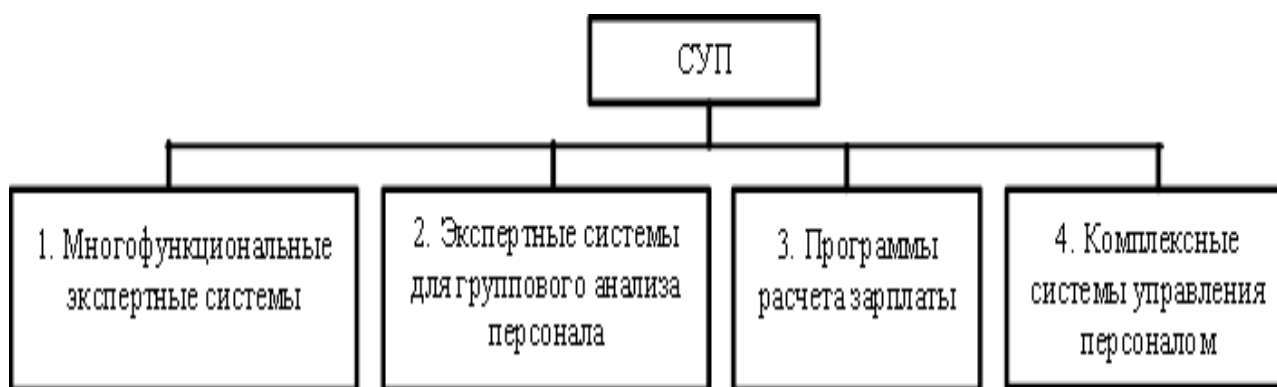 СУП
1. Многофункциональные
экспертные системы
2. Экспертные системы
для группового анализа
персонала
3. Программы
расчета зарплаты
4. Комплексные
системы управления
персоналом